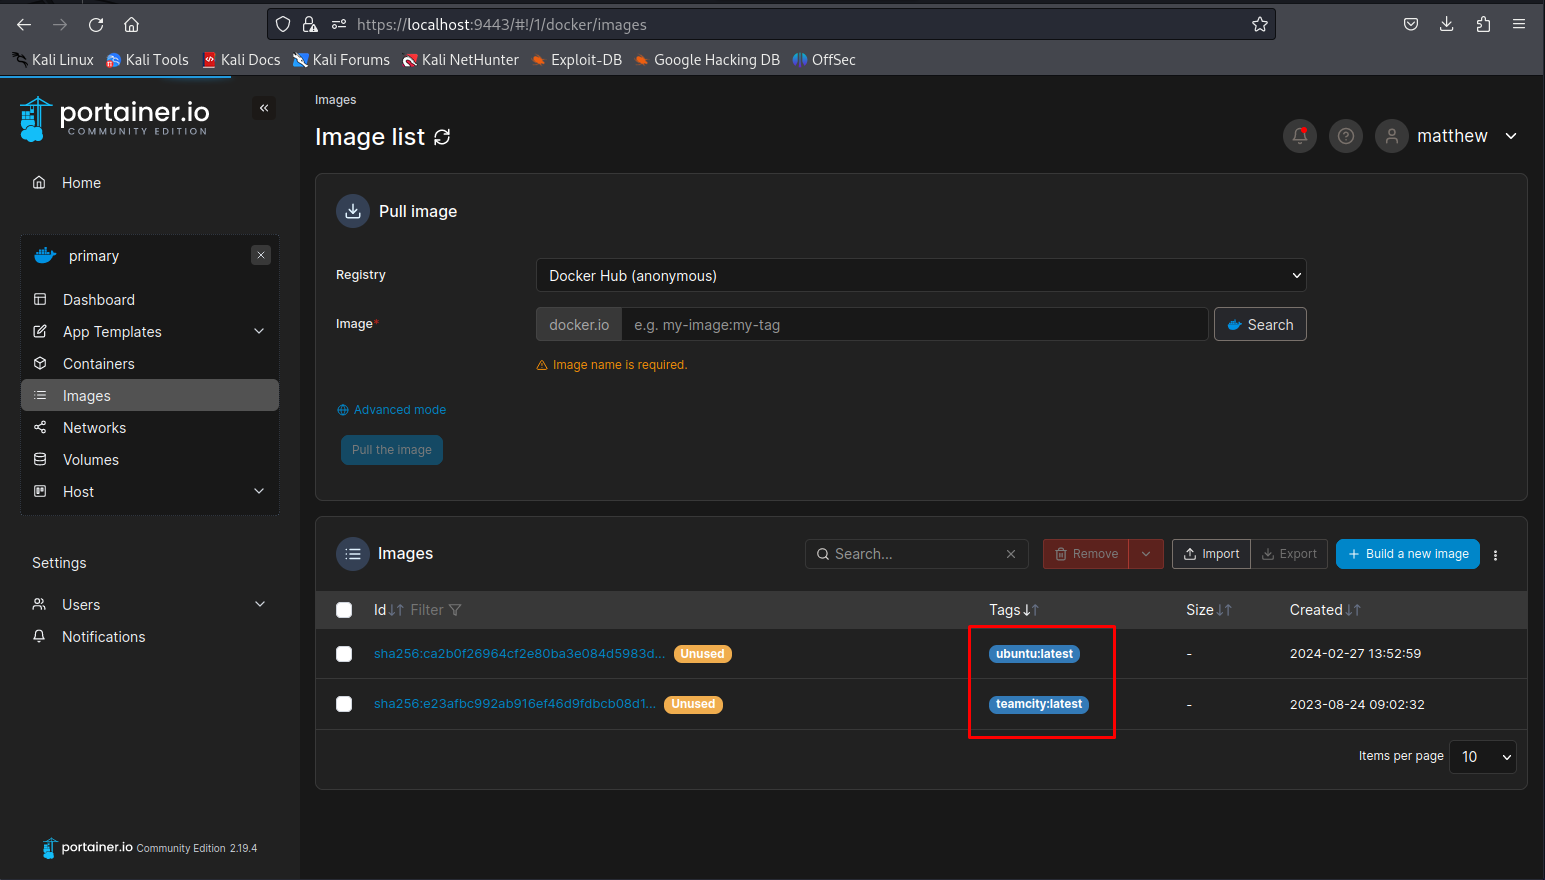 https://localhost:9443/#!/1/docker/images
Kali Linux Kali Tools Kali Docs Kali Forums Kali NetHunter Exploit-DB Google Hacking DB OffSec
portainer.io
COMMUNITY EDITION
Home
primary
Dashboard
App Templates
Containers
Images
Networks
Volumes
Host
Settings
Users
Notifications
portainer.io Community Edition 2.19.4
Images
Image list
matthew
Pull image
Registry Docker Hub (anonymous)
Image* docker.io e.g. my-image:my-tag Search
Image name is required.
Advanced mode
Pull the image
Images Search... Remove Import Export + Build a new image
Id Filter Tags Size Created
sha256:ca2b0f26964cf2e80ba3e084d5983d... Unused ubuntu:latest - 2024-02-27 13:52:59
sha256:e23afbc992ab916ef46d9fdbcb08d1... Unused teamcity:latest - 2023-08-24 09:02:32
Items per page 10